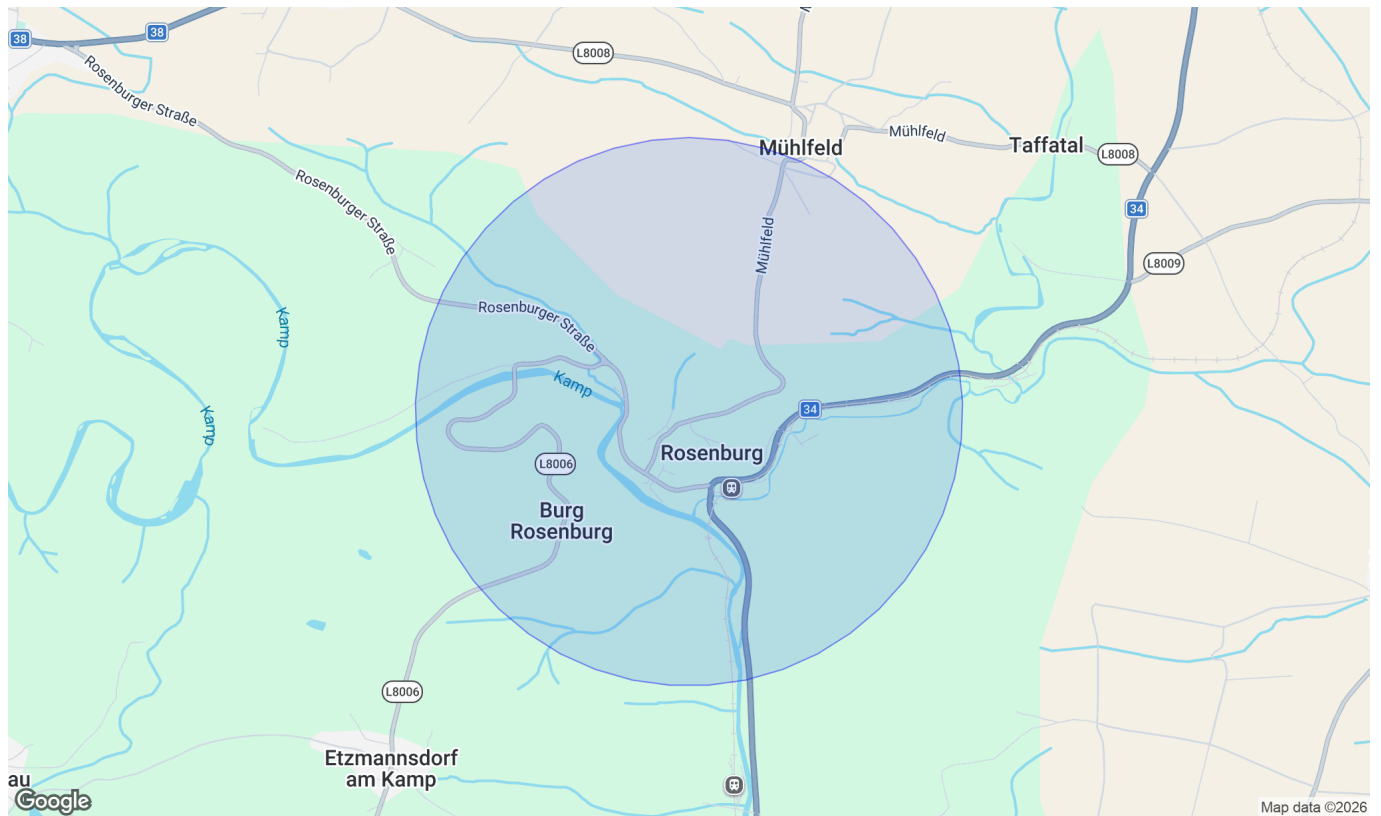 38
38
L8008
Rosenburger Straße
Mühlfeld
Mühlfeld
Taffatal
L8008
Rosenburger Straße
34
Mühlfeld
L8009
Kamp
Rosenburger Straße
Kamp
Kamp
34
Rosenburg
L8006
Burg
Rosenburg
L8006
Etzmannsdorf
am Kamp
au
Google
Map data ©2026